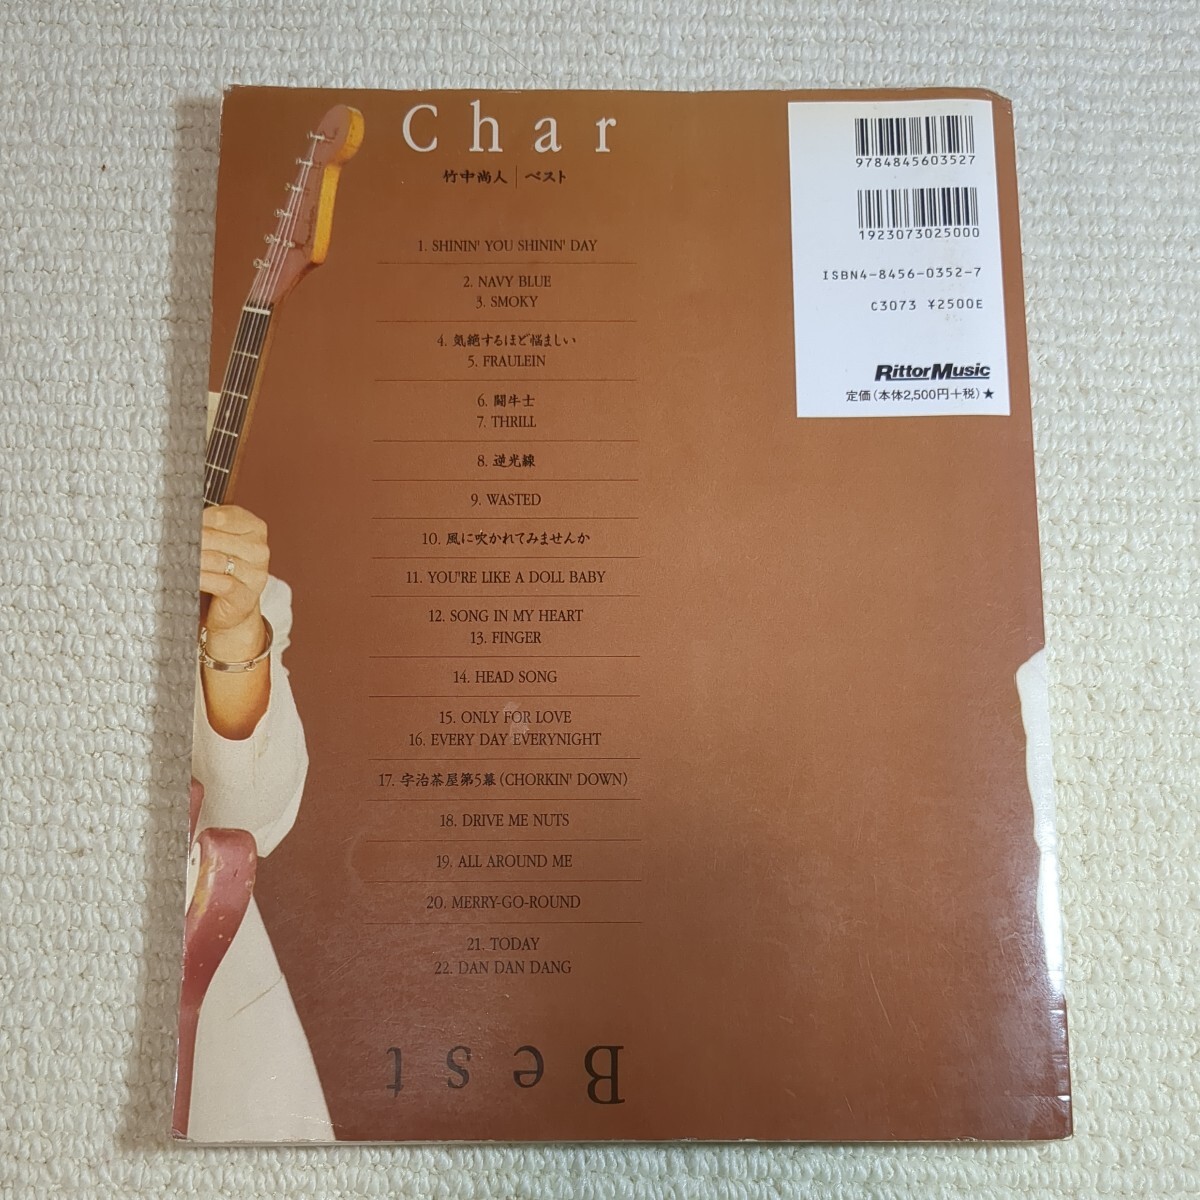 Char
竹中尚人|ベスト
1. SHININ' YOU SHININ' DAY
2. NAVY BLUE
3. SMOKY
4. 気絶するほど悩ましい
5. FRAULEIN
6. 闘牛士
7. THRILL
8. 逆光線
9. WASTED
10. 風に吹かれてみませんか
11. YOU'RE LIKE A DOLL BABY
12. SONG IN MY HEART
13. FINGER
14. HEAD SONG
15. ONLY FOR LOVE
16. EVERY DAY EVERYNIGHT
17. 宇治茶屋第5幕 (CHORKIN' DOWN)
18. DRIVE ME NUTS
19. ALL AROUND ME
20. MERRY-GO-ROUND
21. TODAY
22. DAN DAN DANG
Best
9784845603527
1923073025000
ISBN4-8456-0352-7
C3073 ¥2500E
RittorMusic
定価(本体2,500円+税)★